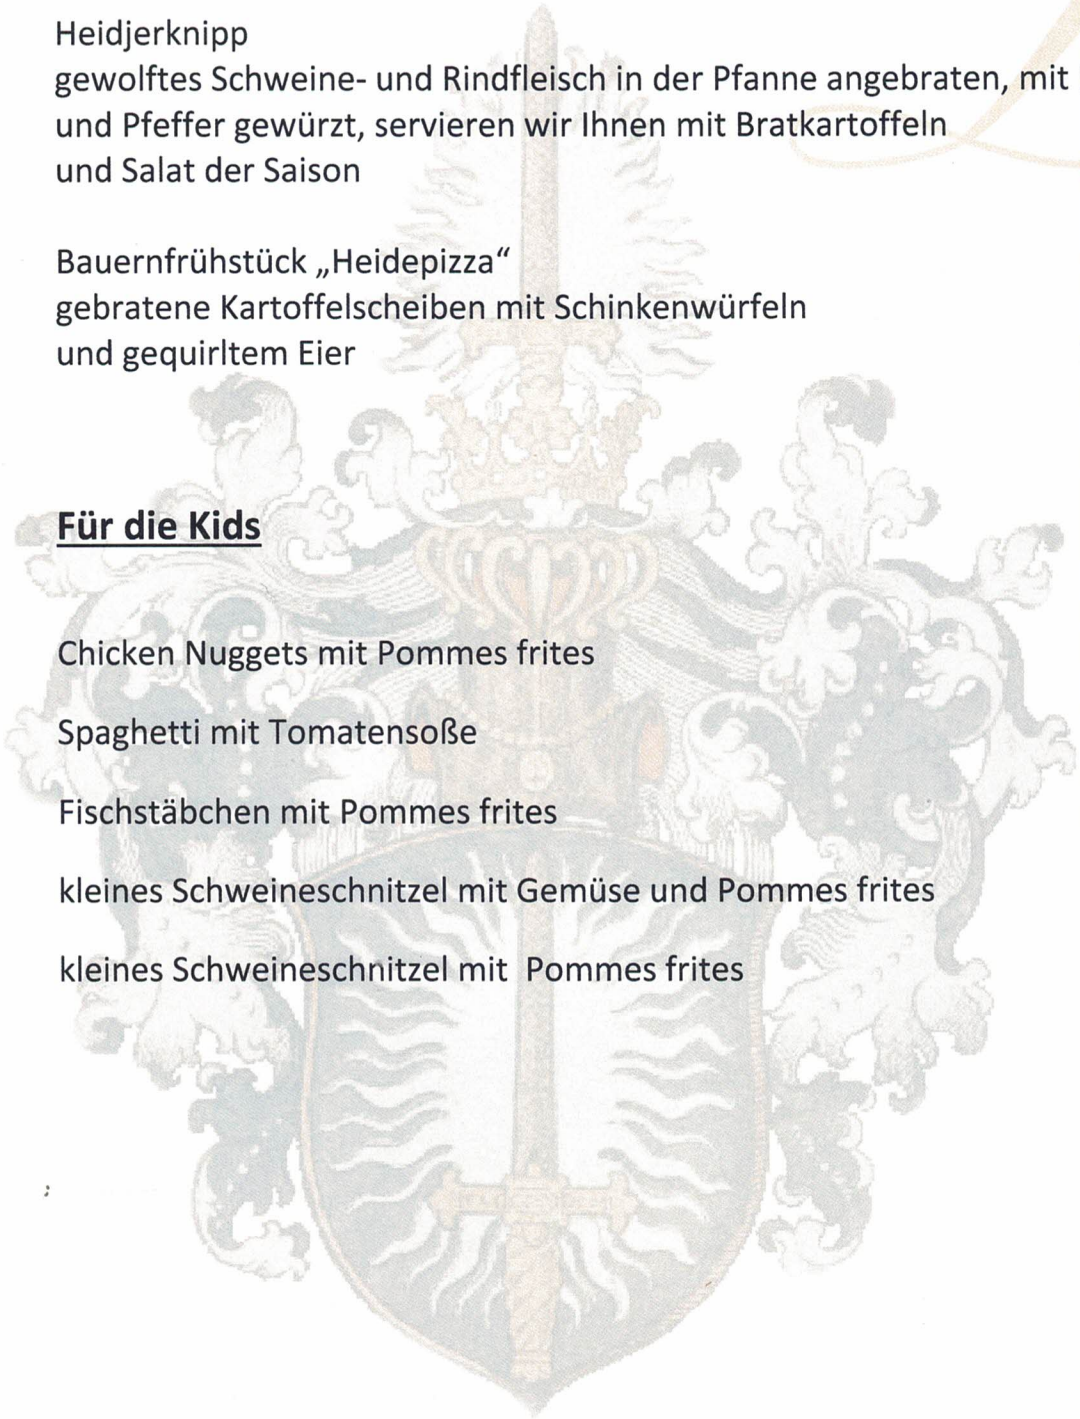 Heidjerknipp
gewolftes Schweine- und Rindfleisch in der Pfanne angebraten, mit
und Pfeffer gewürzt, servieren wir Ihnen mit Bratkartoffeln
und Salat der Saison
Bauernfrühstück „Heidepizza“
gebratene Kartoffelscheiben mit Schinkenwürfeln
und gequirltem Eier
Für die Kids
Chicken Nuggets mit Pommes frites
Spaghetti mit Tomatensoße
Fischstäbchen mit Pommes frites
kleines Schweineschnitzel mit Gemüse und Pommes frites
kleines Schweineschnitzel mit  Pommes frites